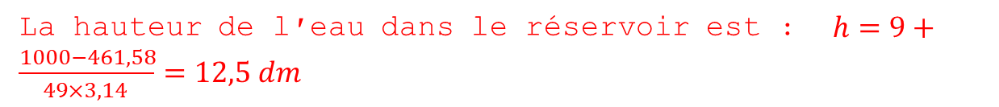 La hauteur de l'eau dans le réservoir est : h = 9 +
1000−461,58
49×3,14
= 12,5 dm